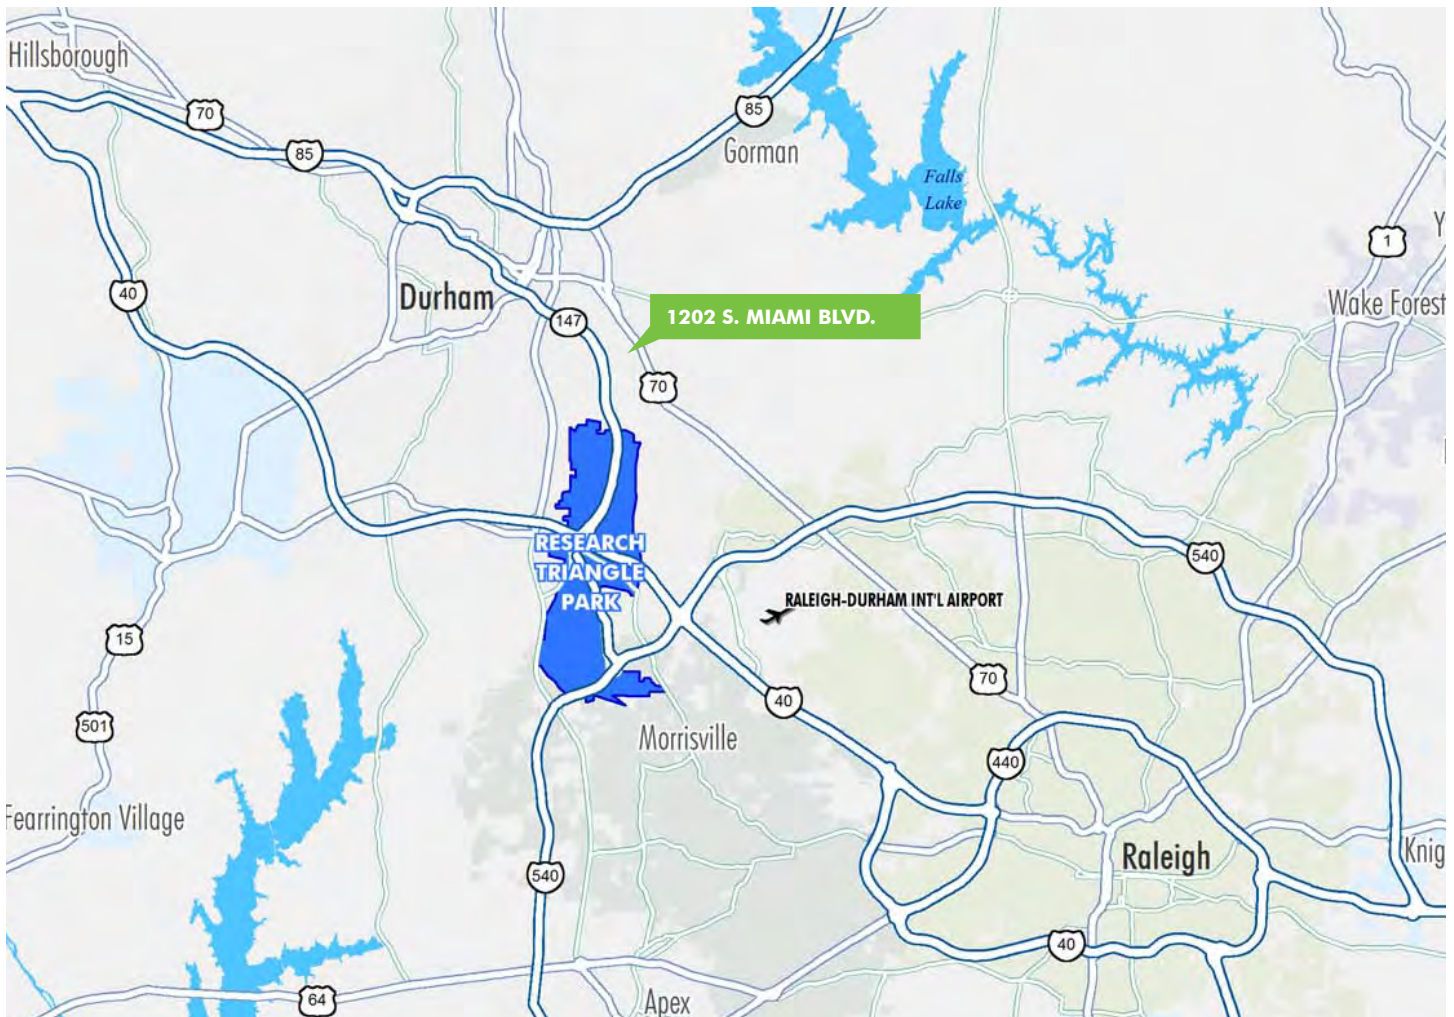 Hillsborough
70
85
85
Gorman
Falls
Lake
1
Y
40
Durham
147
1202 S. MIAMI BLVD.
Wake Forest
70
RESEARCH
TRIANGLE
PARK
540
RALEIGH-DURHAM INT'L AIRPORT
15
70
40
501
Morrisville
440
Fearrington Village
Raleigh
Knig
540
40
64
Apex